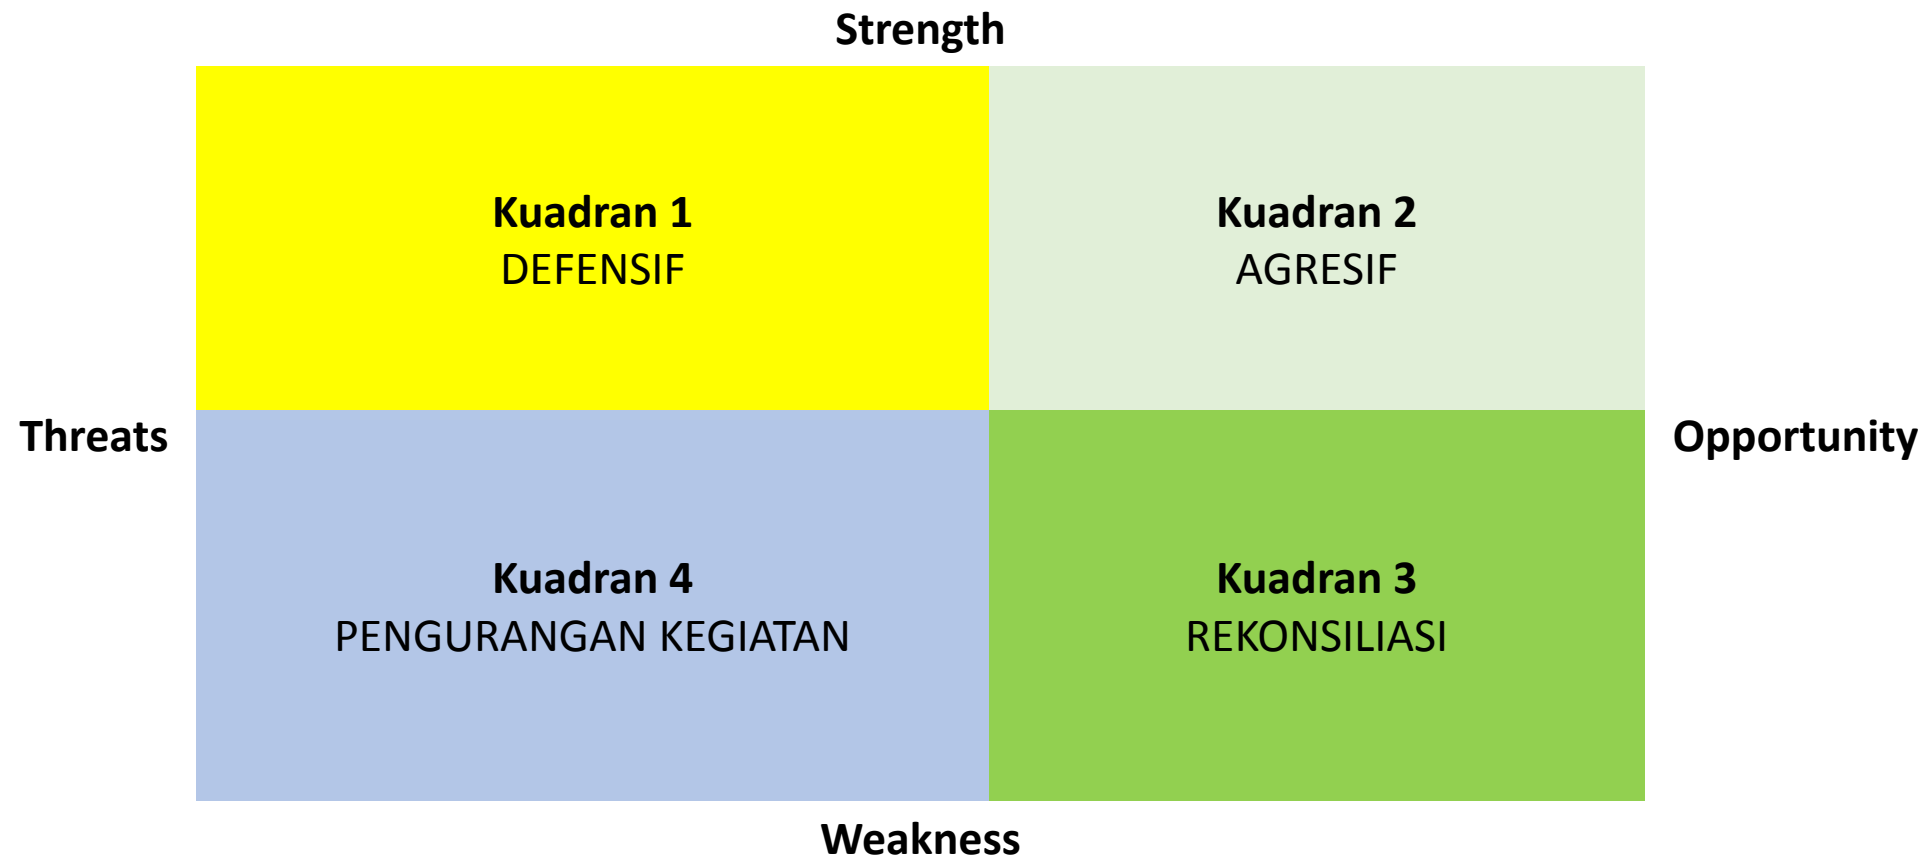 Strength
Kuadran 1
DEFENSIF
Kuadran 2
AGRESIF
Threats
Opportunity
Kuadran 4
PENGURANGAN KEGIATAN
Kuadran 3
REKONSILIASI
Weakness